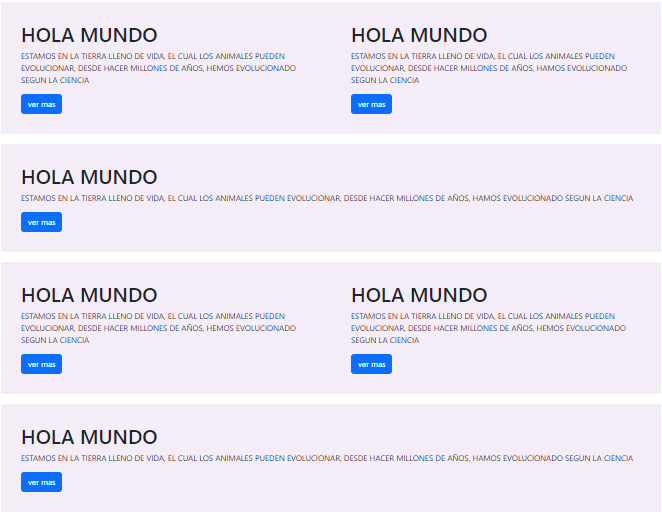 HOLA MUNDO
ESTAMOS EN LA TIERRA LLENO DE VIDA, EL CUAL LOS ANIMALES PUEDEN
EVOLUCIONAR, DESDE HACER MILLONES DE AÑOS, HEMOS EVOLUCIONADO
SEGUN LA CIENCIA
ver mas
HOLA MUNDO
ESTAMOS EN LA TIERRA LLENO DE VIDA, EL CUAL LOS ANIMALES PUEDEN
EVOLUCIONAR, DESDE HACER MILLONES DE AÑOS, HAMOS EVOLUCIONADO
SEGUN LA CIENCIA
ver mas
HOLA MUNDO
ESTAMOS EN LA TIERRA LLENO DE VIDA, EL CUAL LOS ANIMALES PUEDEN EVOLUCIONAR, DESDE HACER MILLONES DE AÑOS, HAMOS EVOLUCIONADO SEGUN LA CIENCIA
ver mas
HOLA MUNDO
ESTAMOS EN LA TIERRA LLENO DE VIDA, EL CUAL LOS ANIMALES PUEDEN
EVOLUCIONAR, DESDE HACER MILLONES DE AÑOS, HEMOS EVOLUCIONADO
SEGUN LA CIENCIA
ver mas
HOLA MUNDO
ESTAMOS EN LA TIERRA LLENO DE VIDA, EL CUAL LOS ANIMALES PUEDEN
EVOLUCIONAR, DESDE HACER MILLONES DE AÑOS, HEMOS EVOLUCIONADO
SEGUN LA CIENCIA
ver mas
HOLA MUNDO
ESTAMOS EN LA TIERRA LLENO DE VIDA, EL CUAL LOS ANIMALES PUEDEN EVOLUCIONAR, DESDE HACER MILLONES DE AÑOS, HAMOS EVOLUCIONADO SEGUN LA CIENCIA
ver mas